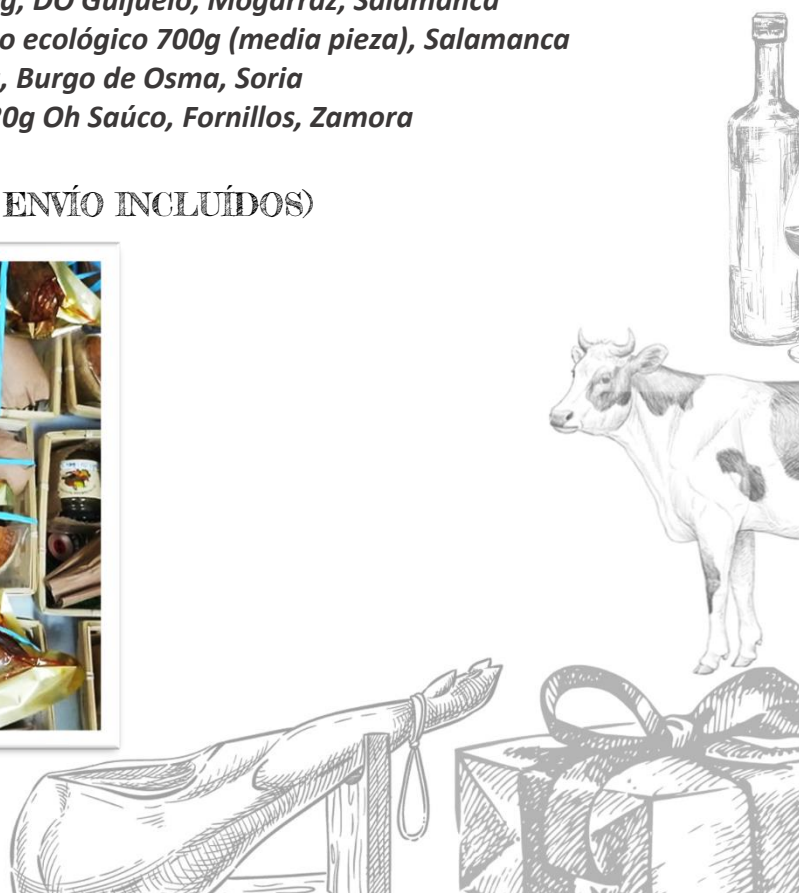 g, DO Guijuelo, Mogarraz, Salamanca
o ecológico 700g (media pieza), Salamanca
, Burgo de Osma, Soria
20g Oh Saúco, Fornillos, Zamora
ENVÍO INCLUÍDOS)